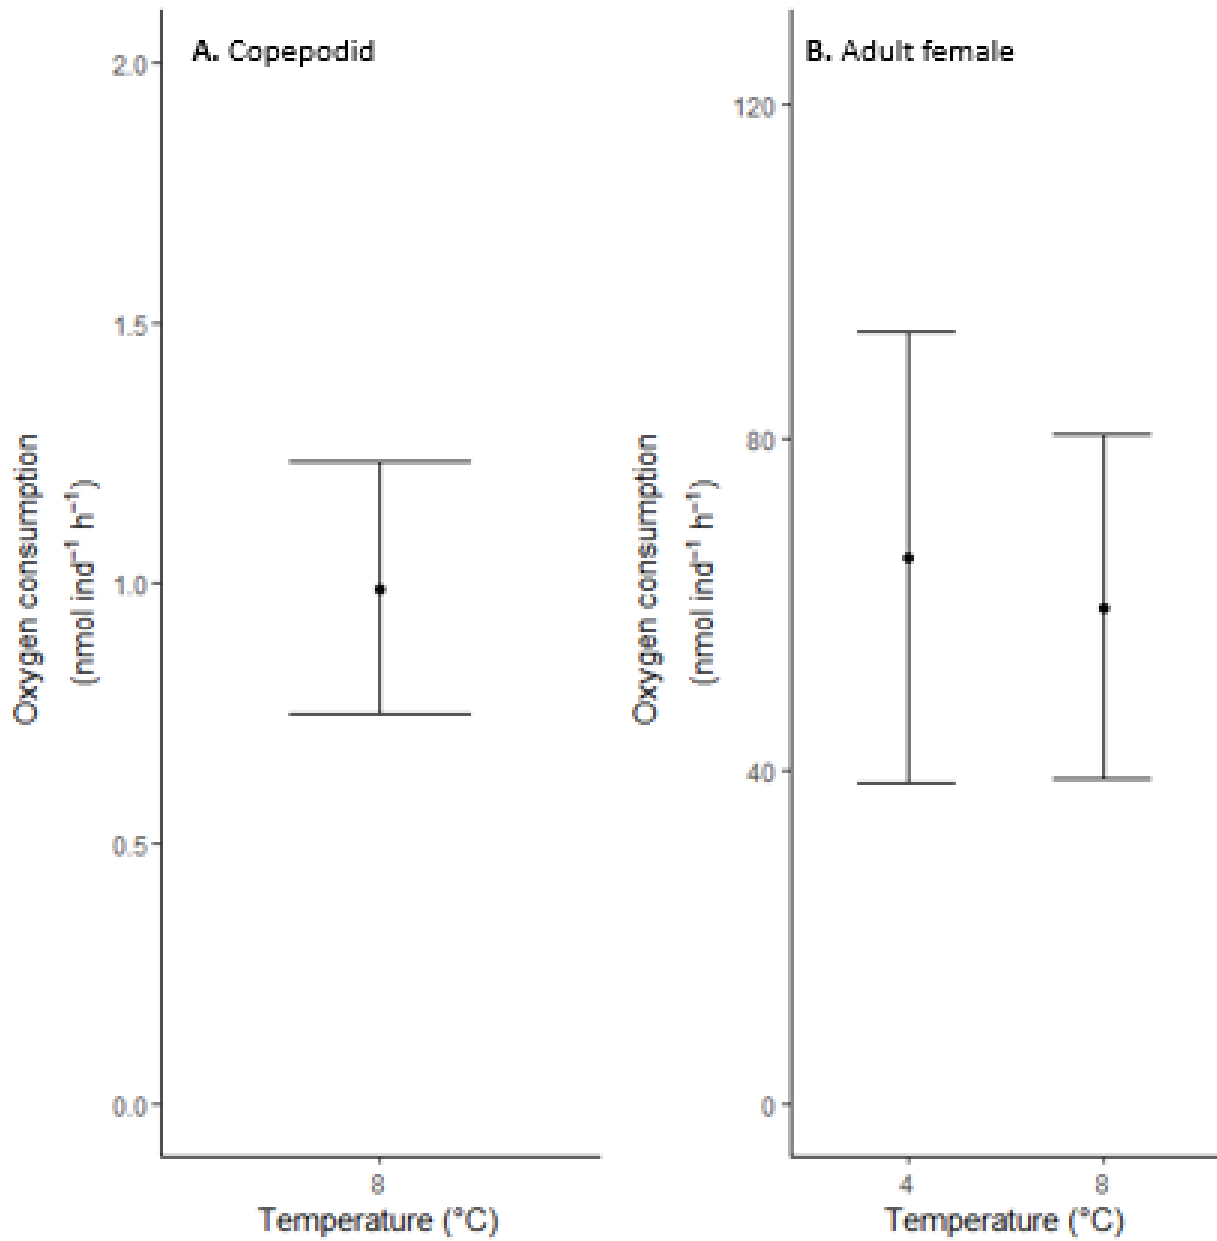 A. Copepodid
2.0
1.5
1.0
0.5
0.0
Oxygen consumption
(nmol ind⁻¹ h⁻¹)
8
Temperature (°C)
B. Adult female
120
80
40
0
Oxygen consumption
(nmol ind⁻¹ h⁻¹)
4 8
Temperature (°C)